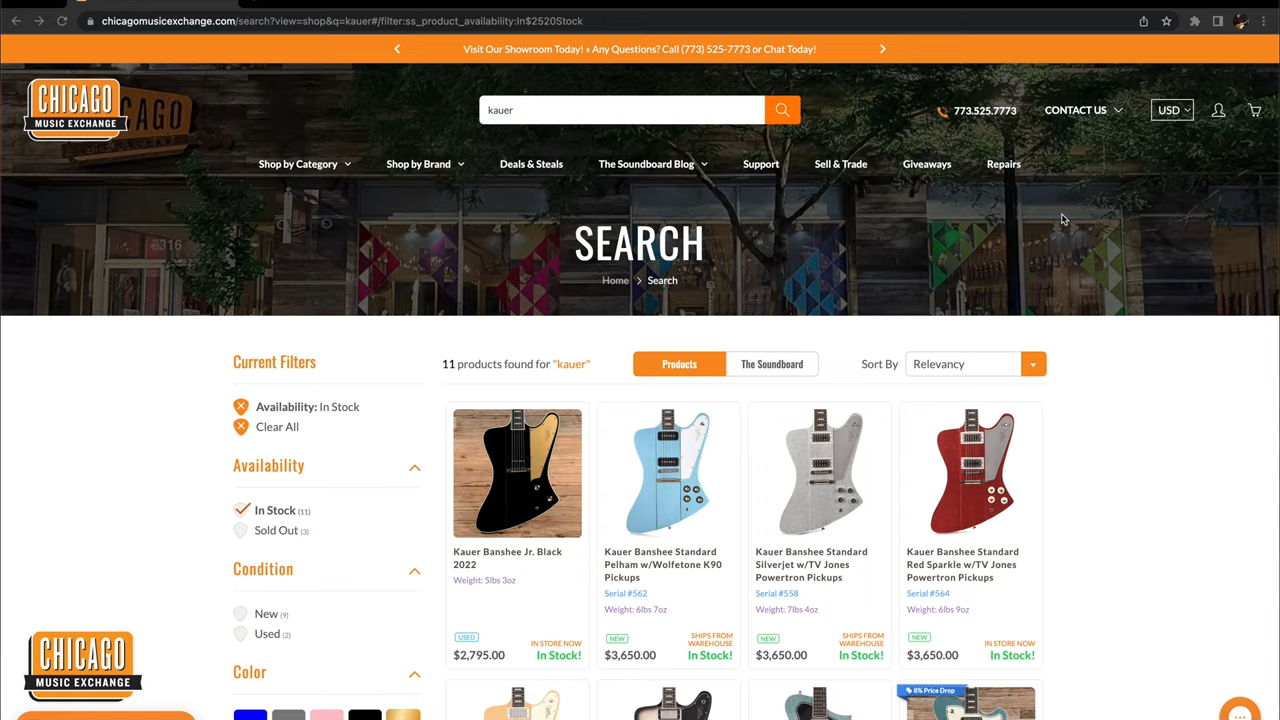 chicagomusicexchange.com/search?view=shop&q=kauer#/filter:ss_product_availability:In$2520Stock
Visit Our Showroom Today! » Any Questions? Call (773) 525-7773 or Chat Today!
CHICAGO
MUSIC EXCHANGE
kauer
773.525.7773
CONTACT US
USD
Shop by Category
Shop by Brand
Deals & Steals
The Soundboard Blog
Support
Sell & Trade
Giveaways
Repairs
316
SEARCH
Home > Search
Current Filters
11 products found for "kauer"
Products
The Soundboard
Sort By
Relevancy
Availability: In Stock
Clear All
Availability
In Stock (11)
Sold Out (3)
Condition
New (9)
Used (2)
Color
Kauer Banshee Jr. Black
2022
Weight: 5lbs 3oz
USED
IN STORE NOW
$2,795.00
In Stock!
Kauer Banshee Standard
Pelham w/Wolfetone K90
Pickups
Serial #562
Weight: 6lbs 7oz
NEW
SHIPS FROM
WAREHOUSE
$3,650.00
In Stock!
Kauer Banshee Standard
Silverjet w/TV Jones
Powertron Pickups
Serial #558
Weight: 7lbs 4oz
NEW
SHIPS FROM
WAREHOUSE
$3,650.00
In Stock!
Kauer Banshee Standard
Red Sparkle w/TV Jones
Powertron Pickups
Serial #564
Weight: 6lbs 9oz
NEW
IN STORE NOW
$3,650.00
In Stock!
8% Price Drop
CHICAGO
MUSIC EXCHANGE